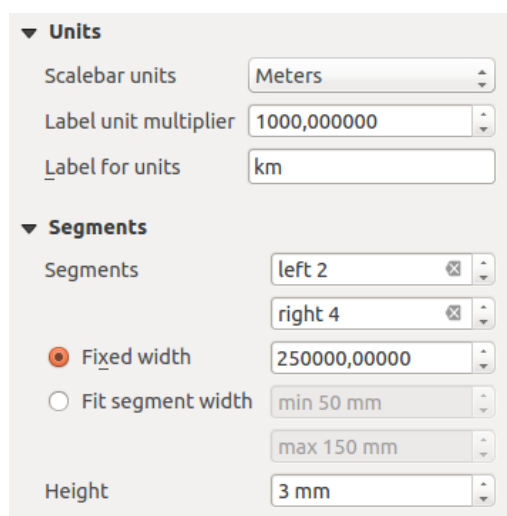 Units
Scalebar units Meters
Label unit multiplier 1000,000000
Label for units km
Segments
Segments left 2
right 4
Fixed width 250000,00000
Fit segment width min 50 mm
max 150 mm
Height 3 mm